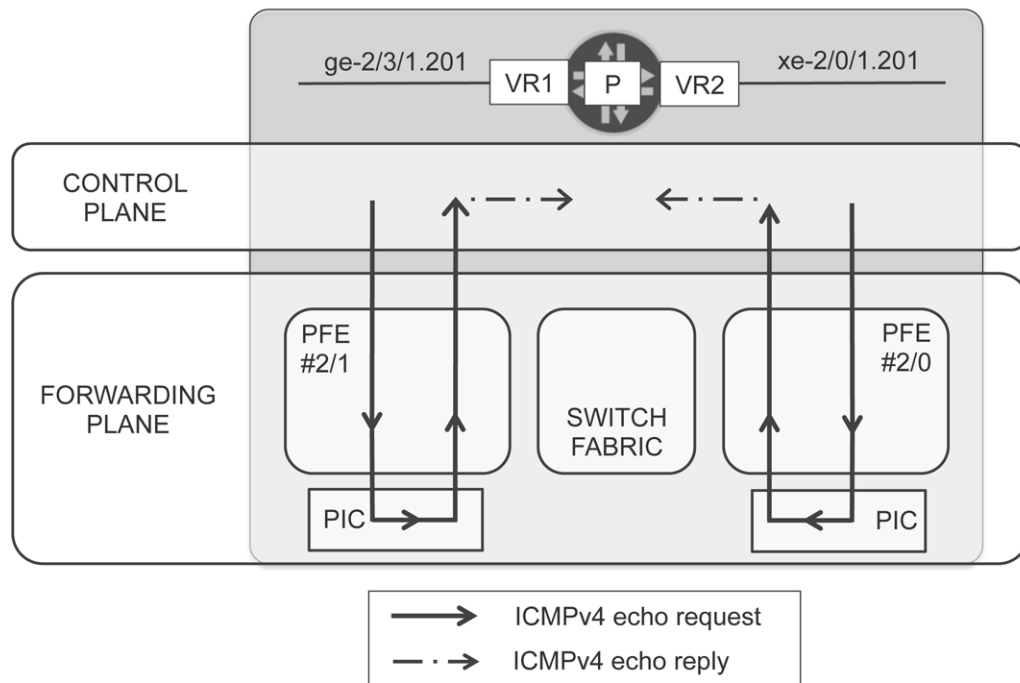 ge-2/3/1.201
xe-2/0/1.201
VR1
P
VR2
CONTROL
PLANE
PFE
#2/1
PFE
#2/0
FORWARDING
PLANE
SWITCH
FABRIC
PIC
PIC
ICMPv4 echo request
ICMPv4 echo reply